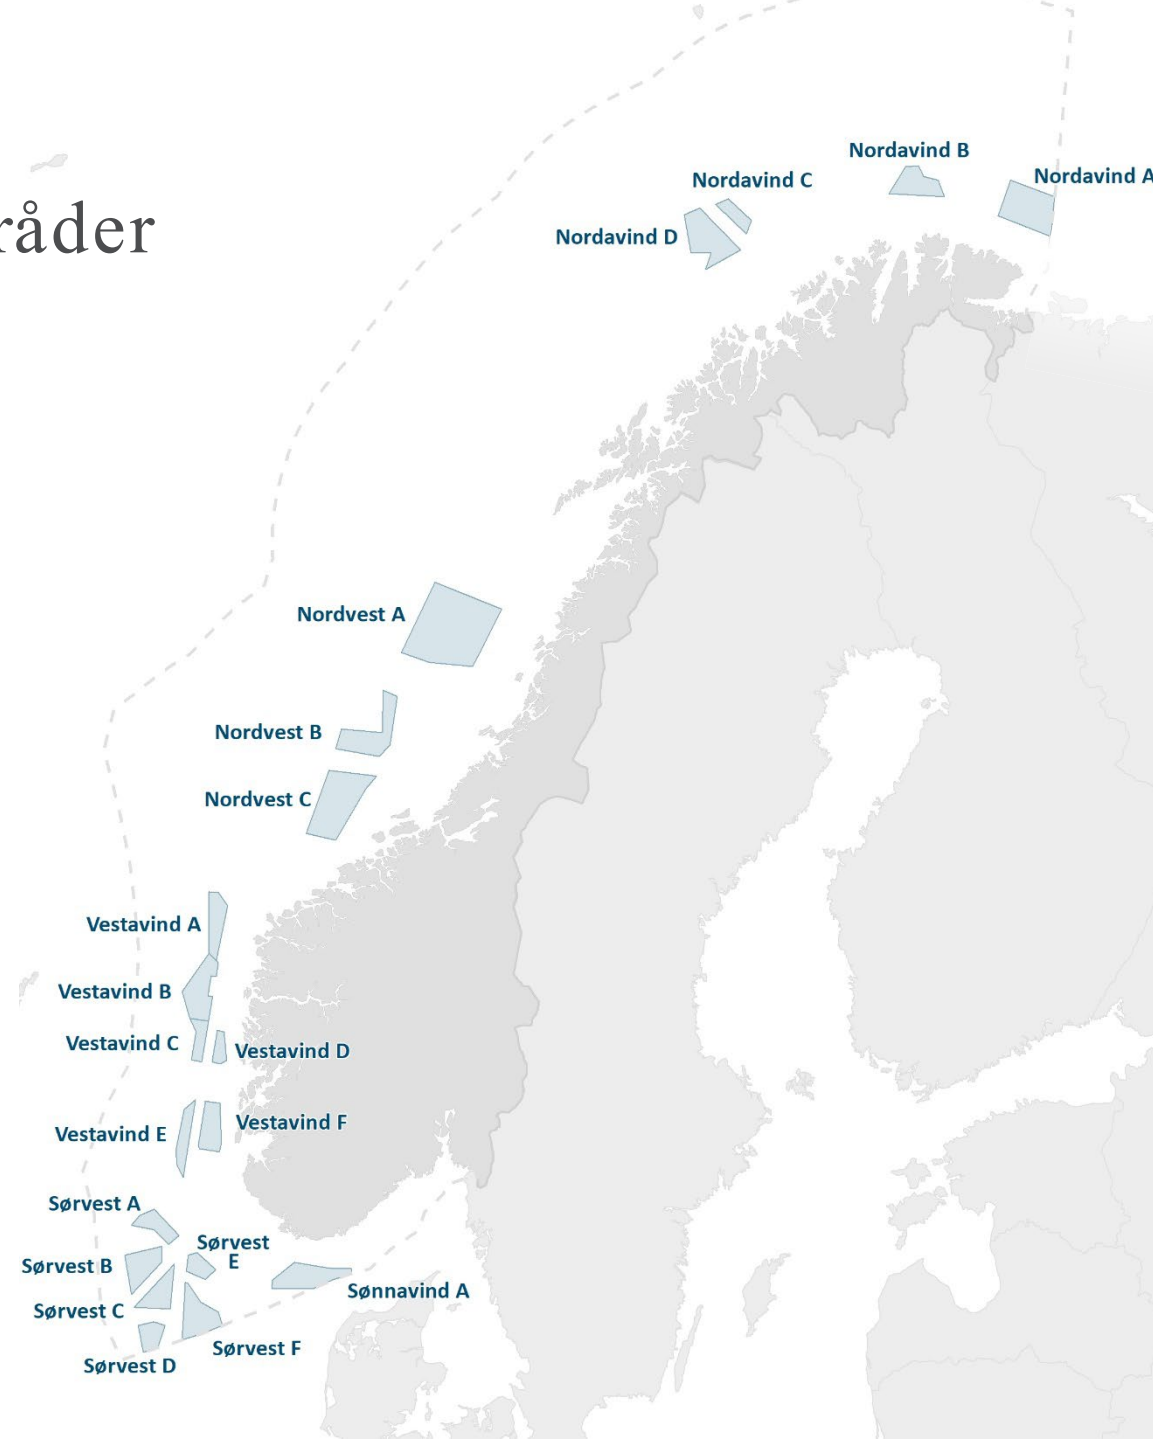 råder
Nordavind B
Nordavind A
Nordavind C
Nordavind D
Nordvest A
Nordvest B
Nordvest C
Vestavind A
Vestavind B
Vestavind C
Vestavind D
Vestavind F
Vestavind E
Sørvest A
Sørvest
E
Sørvest B
Sønnavind A
Sørvest C
Sørvest F
Sørvest D